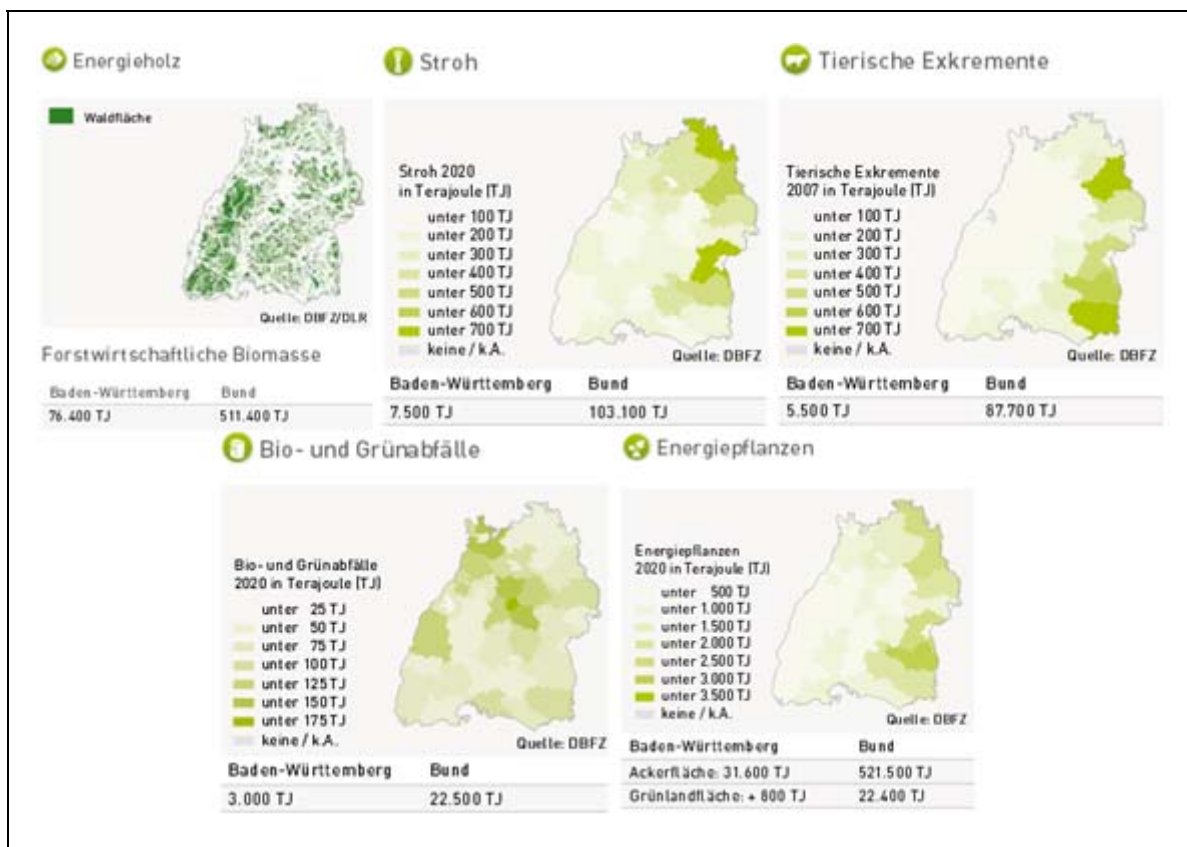 Energieholz
Waldfläche
Quelle: DBFZ/DLR
Forstwirtschaftliche Biomasse
Baden-Württemberg Bund
76.400 TJ 511.400 TJ
Stroh
Stroh 2020
in Terajoule (TJ)
unter 100 TJ
unter 200 TJ
unter 300 TJ
unter 400 TJ
unter 500 TJ
unter 600 TJ
unter 700 TJ
keine / k.A.
Quelle: DBFZ
Baden-Württemberg Bund
7.500 TJ 103.100 TJ
Tierische Exkremente
Tierische Exkremente
2007 in Terajoule (TJ)
unter 100 TJ
unter 200 TJ
unter 300 TJ
unter 400 TJ
unter 500 TJ
unter 600 TJ
unter 700 TJ
keine / k.A.
Quelle: DBFZ
Baden-Württemberg Bund
5.500 TJ 87.700 TJ
Bio- und Grünabfälle
Bio- und Grünabfälle
2020 in Terajoule (TJ)
unter 25 TJ
unter 50 TJ
unter 75 TJ
unter 100 TJ
unter 125 TJ
unter 150 TJ
unter 175 TJ
keine / k.A.
Quelle: DBFZ
Baden-Württemberg Bund
3.000 TJ 22.500 TJ
Energiepflanzen
Energiepflanzen
2020 in Terajoule (TJ)
unter 500 TJ
unter 1.000 TJ
unter 1.500 TJ
unter 2.000 TJ
unter 2.500 TJ
unter 3.000 TJ
unter 3.500 TJ
keine / k.A.
Quelle: DBFZ
Baden-Württemberg Bund
Ackerfläche: 31.600 TJ 521.500 TJ
Grünlandfläche: + 800 TJ 22.400 TJ